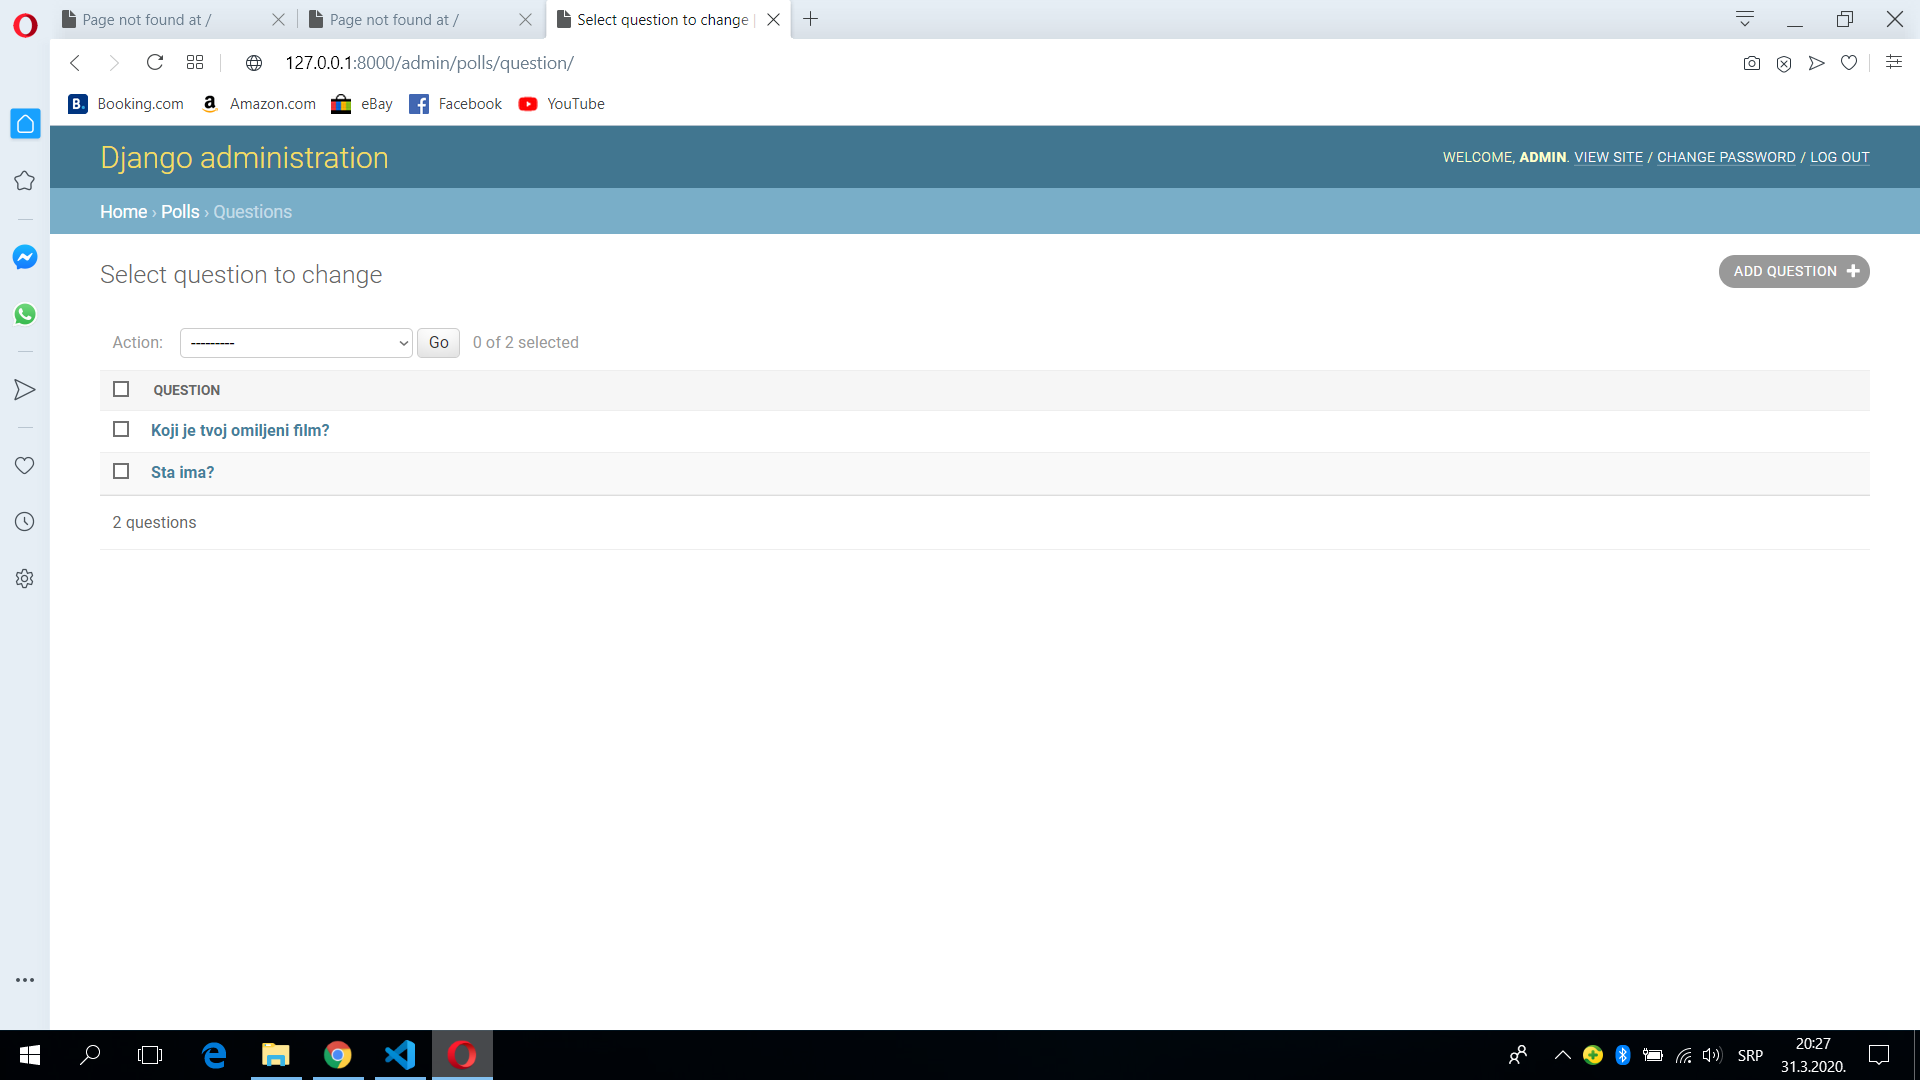 Page not found at /
Page not found at /
Select question to change |
127.0.0.1:8000/admin/polls/question/
B. Booking.com
a Amazon.com
eBay
Facebook
YouTube
Django administration
WELCOME, ADMIN. VIEW SITE / CHANGE PASSWORD / LOG OUT
Home › Polls › Questions
Select question to change
ADD QUESTION +
Action:
---------
Go
0 of 2 selected
QUESTION
Koji je tvoj omiljeni film?
Sta ima?
2 questions
SRP
20:27
31.3.2020.